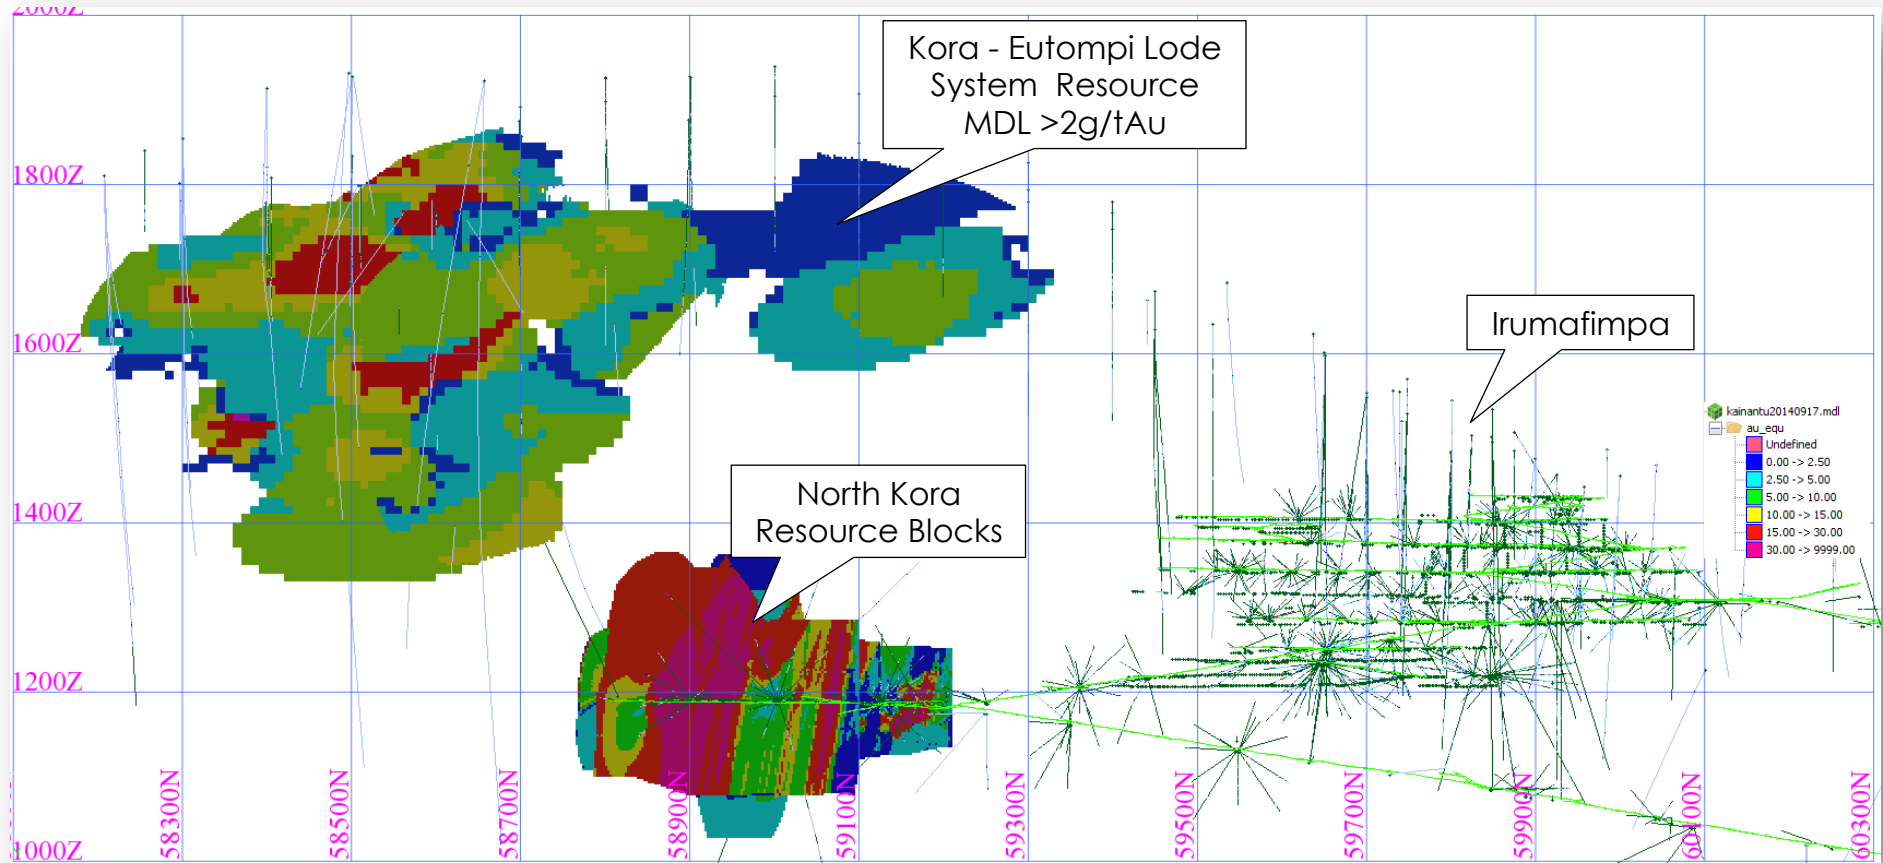 2000Z
Kora - Eutompi Lode
System Resource
MDL >2g/tAu
1800Z
1600Z
Irumafimpa
kainantu20140917.mdl
au_equ
Undefined
0.00 -> 2.50
2.50 -> 5.00
5.00 -> 10.00
10.00 -> 15.00
15.00 -> 30.00
30.00 -> 9999.00
North Kora
Resource Blocks
1400Z
1200Z
1000Z
58300N
58500N
58700N
58900N
59100N
59300N
59500N
59700N
59900N
60100N
60300N